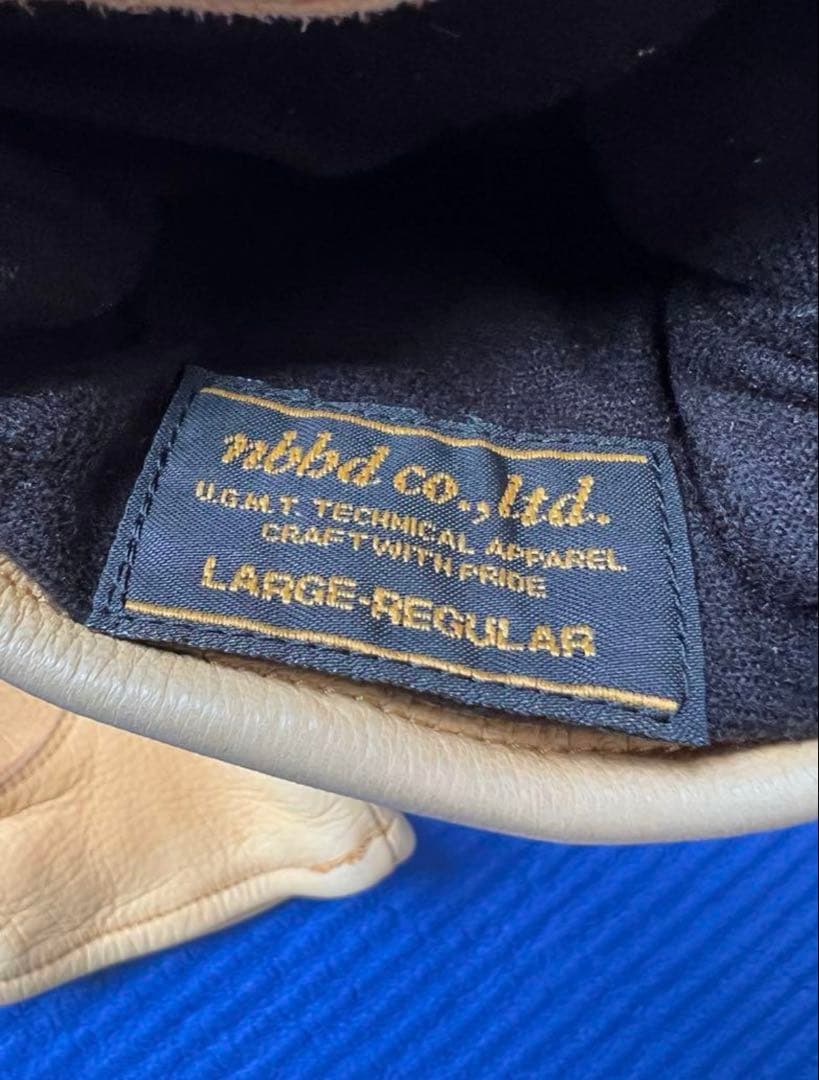 nbbd co.,ltd.
U.G.M.T. TECHNICAL APPAREL
CRAFT WITH PRIDE
LARGE-REGULAR